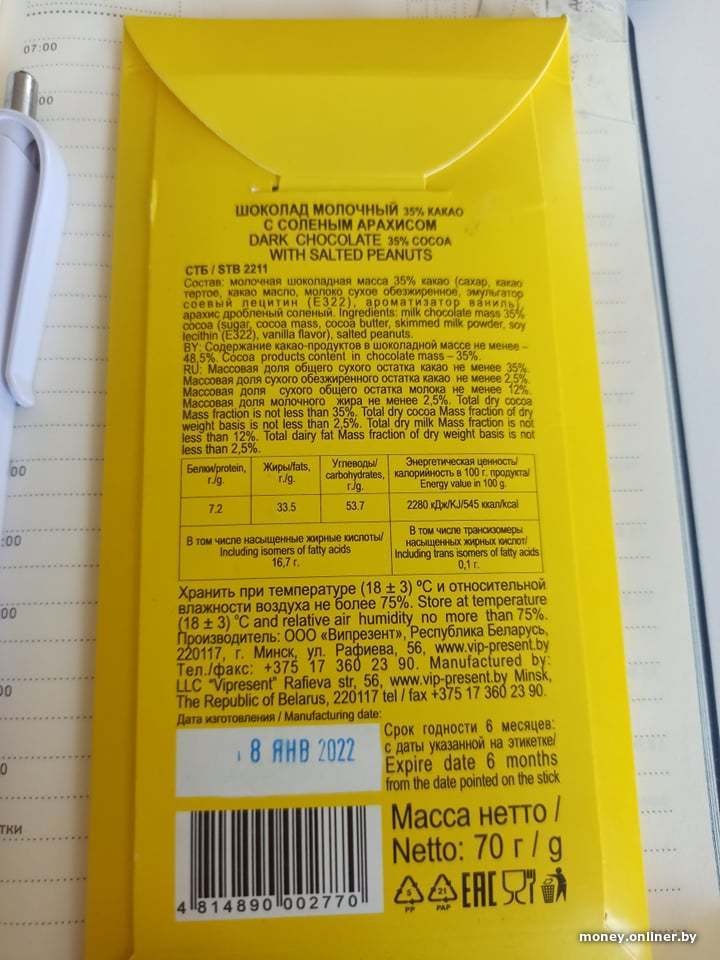 07:00
ШОКОЛАД МОЛОЧНЫЙ 35% КАКАО
С СОЛЕНЫМ АРАХИСОМ
DARK CHOCOLATE 35% COCOA
WITH SALTED PEANUTS
СТБ / STB 2211
Состав: молочная шоколадная масса 35% какао (сахар, какао
тертое, какао масло, молоко сухое обезжиренное, эмульгатор
соевый лецитин (Е322), ароматизатор ваниль),
арахис дробленый соленый. Ingredients: milk chocolate mass 35%
cocoa (sugar, cocoa mass, cocoa butter, skimmed milk powder, soy
lecithin (E322), vanilla flavor), salted peanuts.
BY: Содержание какао-продуктов в шоколадной массе не менее –
48,5%. Cocoa products content in chocolate mass – 35%.
RU: Массовая доля общего сухого остатка какао не менее 35%.
Массовая доля сухого обезжиренного остатка какао не менее 2,5%.
Массовая доля сухого общего остатка молока не менее 12%.
Массовая доля молочного жира не менее 2,5%. Total dry cocoa
Mass fraction is not less than 35%. Total dry cocoa Mass fraction of dry
weight basis is not less than 2,5%. Total dry milk Mass fraction is not
less than 12%. Total dairy fat Mass fraction of dry weight basis is not
less than 2,5%.
Белки/protein, г./g.
Жиры/fats, г./g.
Углеводы/ carbohydrates, г./g.
Энергетическая ценность/ калорийность в 100 г. продукта/ Energy value in 100 g.
7.2
33.5
53.7
2280 кДж/KJ/545 ккал/kcal
В том числе насыщенные жирные кислоты/
Including isomers of fatty acids
16,7 г.
В том числе трансизомеры
насыщенных жирных кислот/
Including trans isomers of fatty acids
0,1 г.
Хранить при температуре (18 ± 3) ºС и относительной
влажности воздуха не более 75%. Store at temperature
(18 ± 3) ˚C and relative air humidity no more than 75%.
Производитель: ООО «Випрезент», Республика Беларусь,
220117, г. Минск, ул. Рафиева, 56, www.vip-present.by
Тел./факс: +375 17 360 23 90. Manufactured by:
LLC “Vipresent” Rafieva str, 56, www.vip-present.by Minsk,
The Republic of Belarus, 220117 tel / fax +375 17 360 23 90.
Дата изготовления / Manufacturing date:
8 ЯНВ 2022
Срок годности 6 месяцев:
с даты указанной на этикетке/
Expire date 6 months
from the date pointed on the stick
Масса нетто /
Netto: 70 г / g
4 814890 002770
5
PP
21
PAP
EAC
money.onliner.by